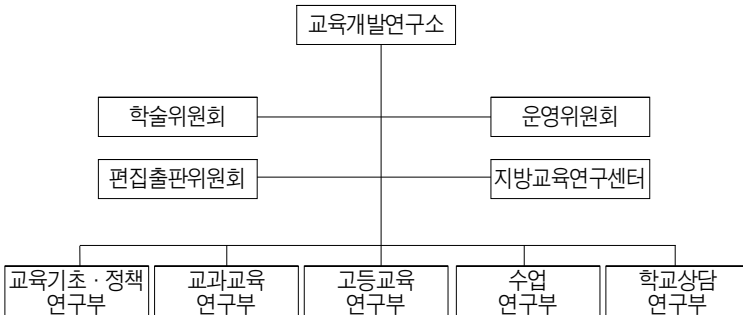 교육개발연구소
학술위원회
운영위원회
편집출판위원회
지방교육연구센터
교육기초 · 정책
연구부
교과교육
연구부
고등교육
연구부
수업
연구부
학교상담
연구부